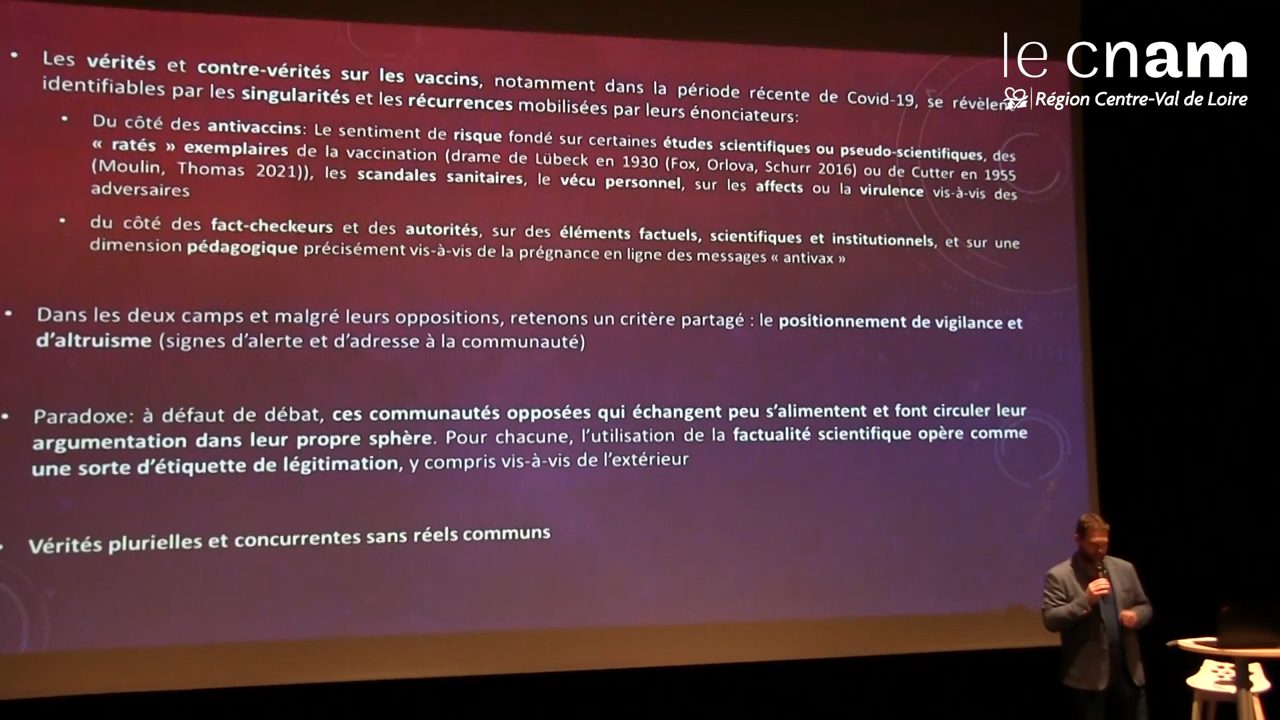 le cnam
Région Centre-Val de Loire
• Les vérités et contre-vérités sur les vaccins, notamment dans la période récente de Covid-19, se révèlent
identifiables par les singularités et les récurrences mobilisées par leurs énonciateurs:
• Du côté des antivaccins: Le sentiment de risque fondé sur certaines études scientifiques ou pseudo-scientifiques, des
« ratés » exemplaires de la vaccination (drame de Lübeck en 1930 (Fox, Orlova, Schurr 2016) ou de Cutter en 1955
(Moulin, Thomas 2021)), les scandales sanitaires, le vécu personnel, sur les affects ou la virulence vis-à-vis des
adversaires
• du côté des fact-checkeurs et des autorités, sur des éléments factuels, scientifiques et institutionnels, et sur une
dimension pédagogique précisément vis-à-vis de la prégnance en ligne des messages « antivax »
• Dans les deux camps et malgré leurs oppositions, retenons un critère partagé : le positionnement de vigilance et
d'altruisme (signes d'alerte et d'adresse à la communauté)
• Paradoxe: à défaut de débat, ces communautés opposées qui échangent peu s'alimentent et font circuler leur
argumentation dans leur propre sphère. Pour chacune, l'utilisation de la factualité scientifique opère comme
une sorte d'étiquette de légitimation, y compris vis-à-vis de l'extérieur
• Vérités plurielles et concurrentes sans réels communs